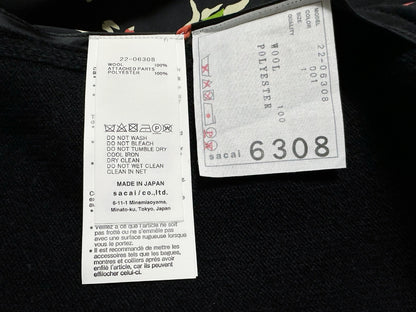 22-06308
WOOL 100%
ATTACHED PARTS
POLYESTER 100%
DO NOT WASH
DO NOT BLEACH
DO NOT TUMBLE DRY
COOL IRON
DRY CLEAN
DO NOT WET CLEAN
CLEAN IN NET
MADE IN JAPAN
sacai/co.,ltd.
6-11-1 Minamiaoyama,
Minato-ku, Tokyo, Japan.
• Veillez à ce que l'article ne soit
pas frotté ou ne s'emmêle pas
avec une surface rugueuse lorsque
vous le portez.
• Il est recommandé de mettre les
accessoires tels que les bagues,
montres et colliers après avoir
enfilé l'article, car ils peuvent
effilocher celui-ci.
MODEL 22-06308
COLOR 001
SIZE 1
QUALITY
WOOL 100
POLYESTER
sacai 6308